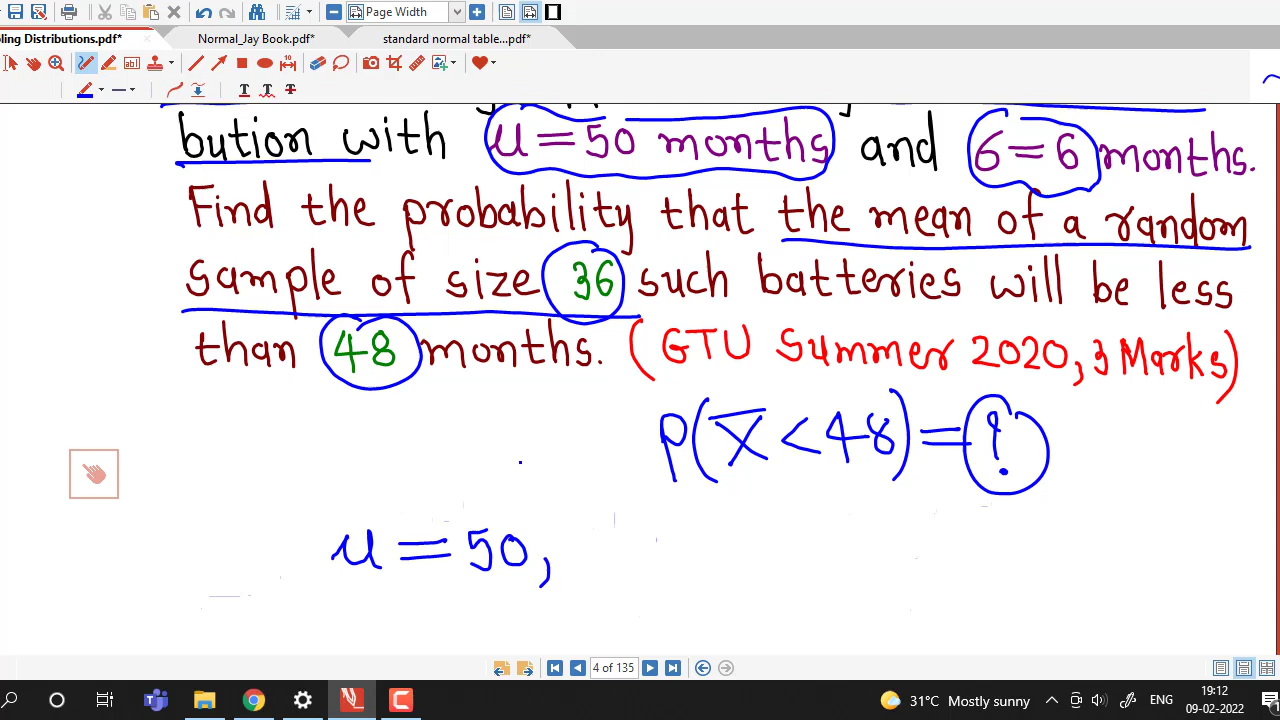 Page Width
pling Distributions.pdf*
Normal_Jay Book.pdf*
standard normal table...pdf*
bution with μ=50 months and σ=6 months.
Find the probability that the mean of a random
sample of size 36 such batteries will be less
than 48 months. (GTU Summer 2020, 3 Marks)
P(X̅<48)=?
μ=50,
4 of 135
31°C Mostly sunny
ENG
19:12
09-02-2022